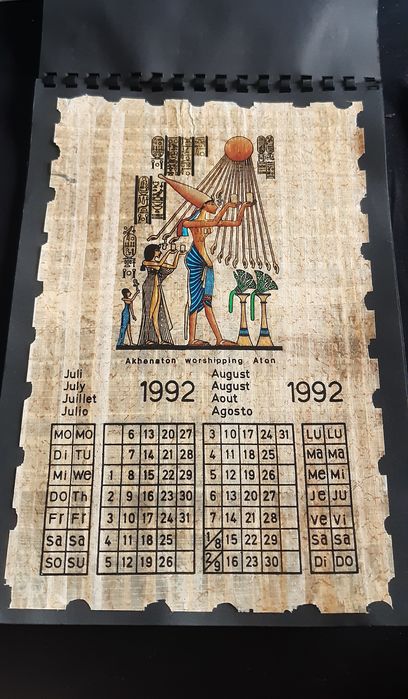 Akhenaton worshipping Aton
Juli August
July 1992 August 1992
Juillet Aout
Julio Agosto
MO MO 6 13 20 27 3 10 17 24 31 LU LU
Di TU 7 14 21 28 4 11 18 25 Ma Ma
Mi We 1 8 15 22 29 5 12 19 26 Me Mi
DO Th 2 9 16 23 30 6 13 20 27 Je Ju
Fr Fr 3 10 17 24 31 7 14 21 28 Ve Vi
Sa Sa 4 11 18 25 1/8 15 22 29 Sa Sa
SO SU 5 12 19 26 2/9 16 23 30 Di DO